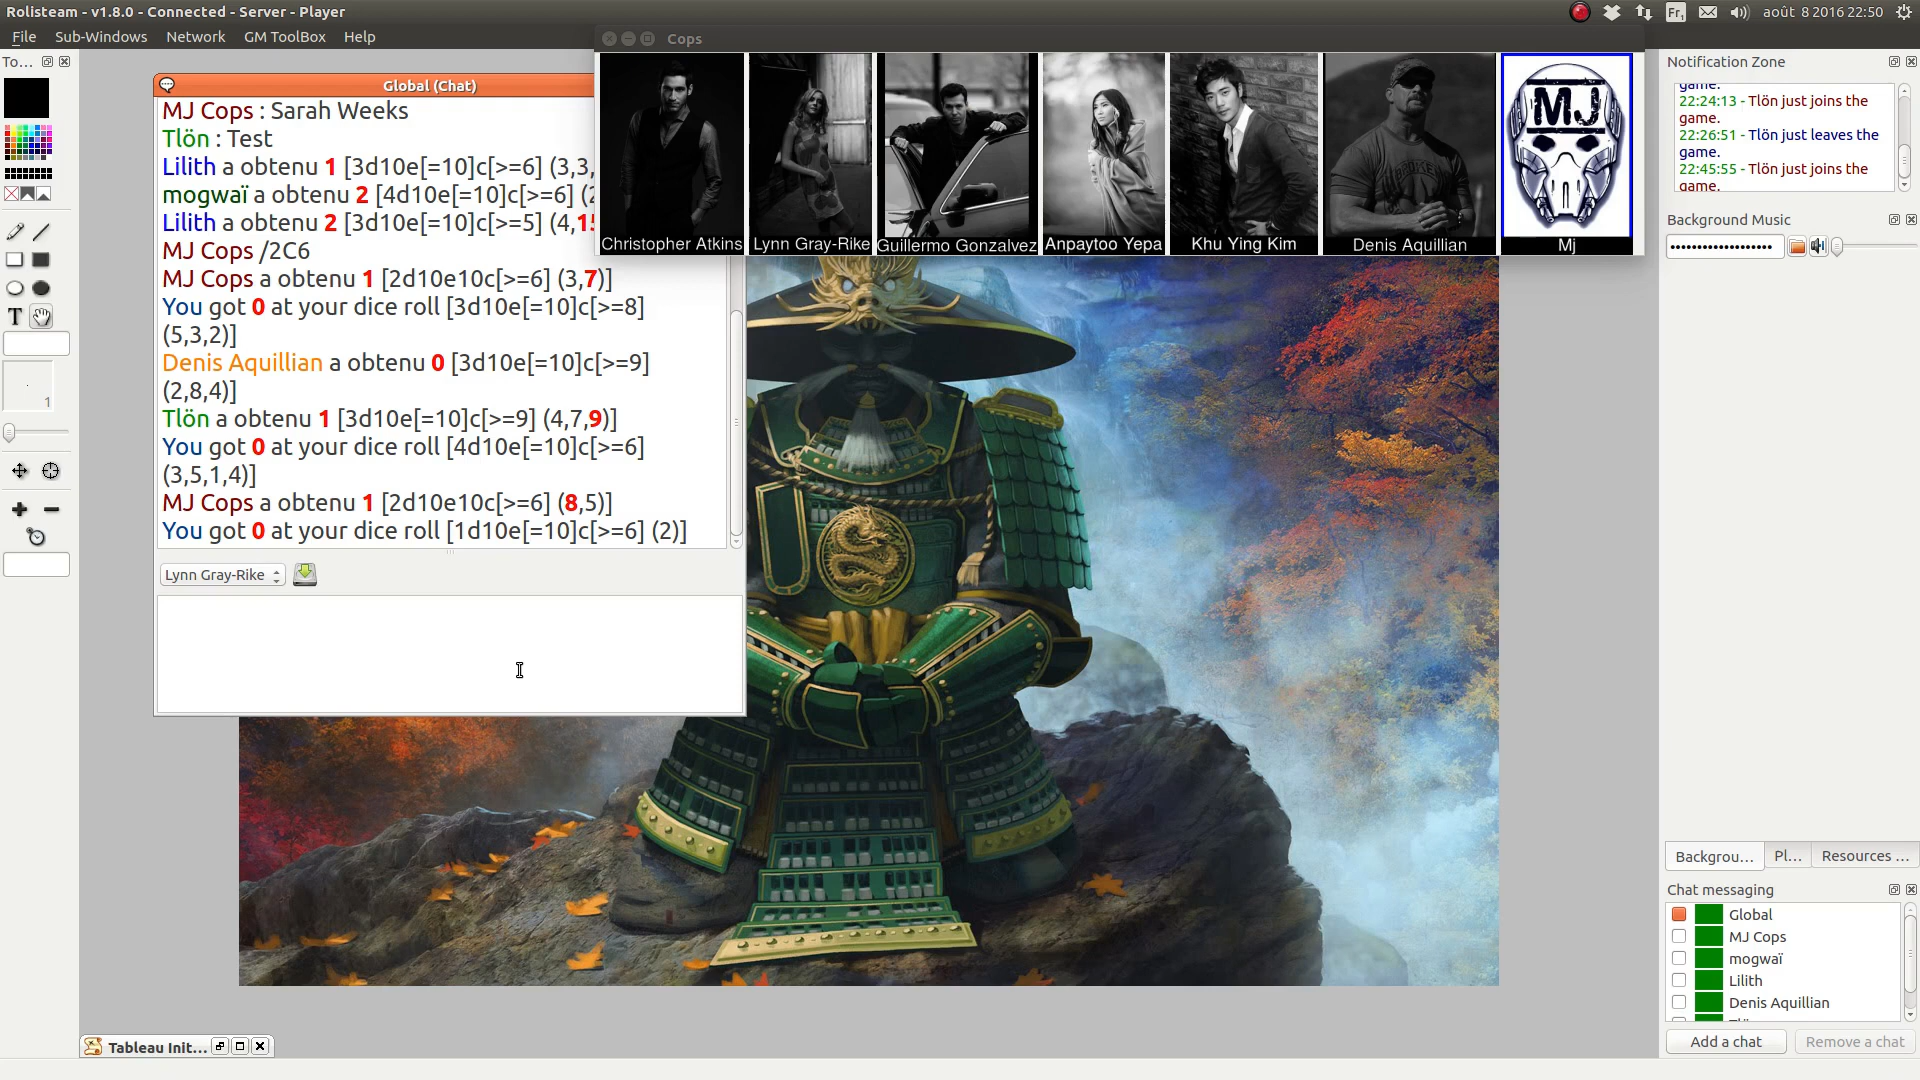 Rolisteam - v1.8.0 - Connected - Server - Player
Fr₁
août 8 2016 22:50
File Sub-Windows Network GM ToolBox Help
To...
Global (Chat)
MJ Cops : Sarah Weeks
Tlön : Test
Lilith a obtenu 1 [3d10e[=10]c[>=6] (3,3,
mogwaï a obtenu 2 [4d10e[=10]c[>=6] (
Lilith a obtenu 2 [3d10e[=10]c[>=5] (4,
MJ Cops /2C6
MJ Cops a obtenu 1 [2d10e[=10]c[>=6] (3,7)]
You got 0 at your dice roll [3d10e[=10]c[>=8]
(5,3,2)]
Denis Aquillian a obtenu 0 [3d10e[=10]c[>=9]
(2,8,4)]
Tlön a obtenu 1 [3d10e[=10]c[>=9] (4,7,9)]
You got 0 at your dice roll [4d10e[=10]c[>=6]
(3,5,1,4)]
MJ Cops a obtenu 1 [2d10e10c[>=6] (8,5)]
You got 0 at your dice roll [1d10e[=10]c[>=6] (2)]
Lynn Gray-Rike
T
1
Cops
MJ
Christopher Atkins
Lynn Gray-Rike
Guillermo Gonzalvez
Anpaytoo Yepa
Khu Ying Kim
Denis Aquillian
Mj
Notification Zone
game.
22:24:13 - Tlön just joins the
game.
22:26:51 - Tlön just leaves the
game.
22:45:55 - Tlön just joins the
game.
Background Music
Backgrou...
Pl...
Resources ...
Chat messaging
Global
MJ Cops
mogwaï
Lilith
Denis Aquillian
Add a chat
Remove a chat
Tableau Init...